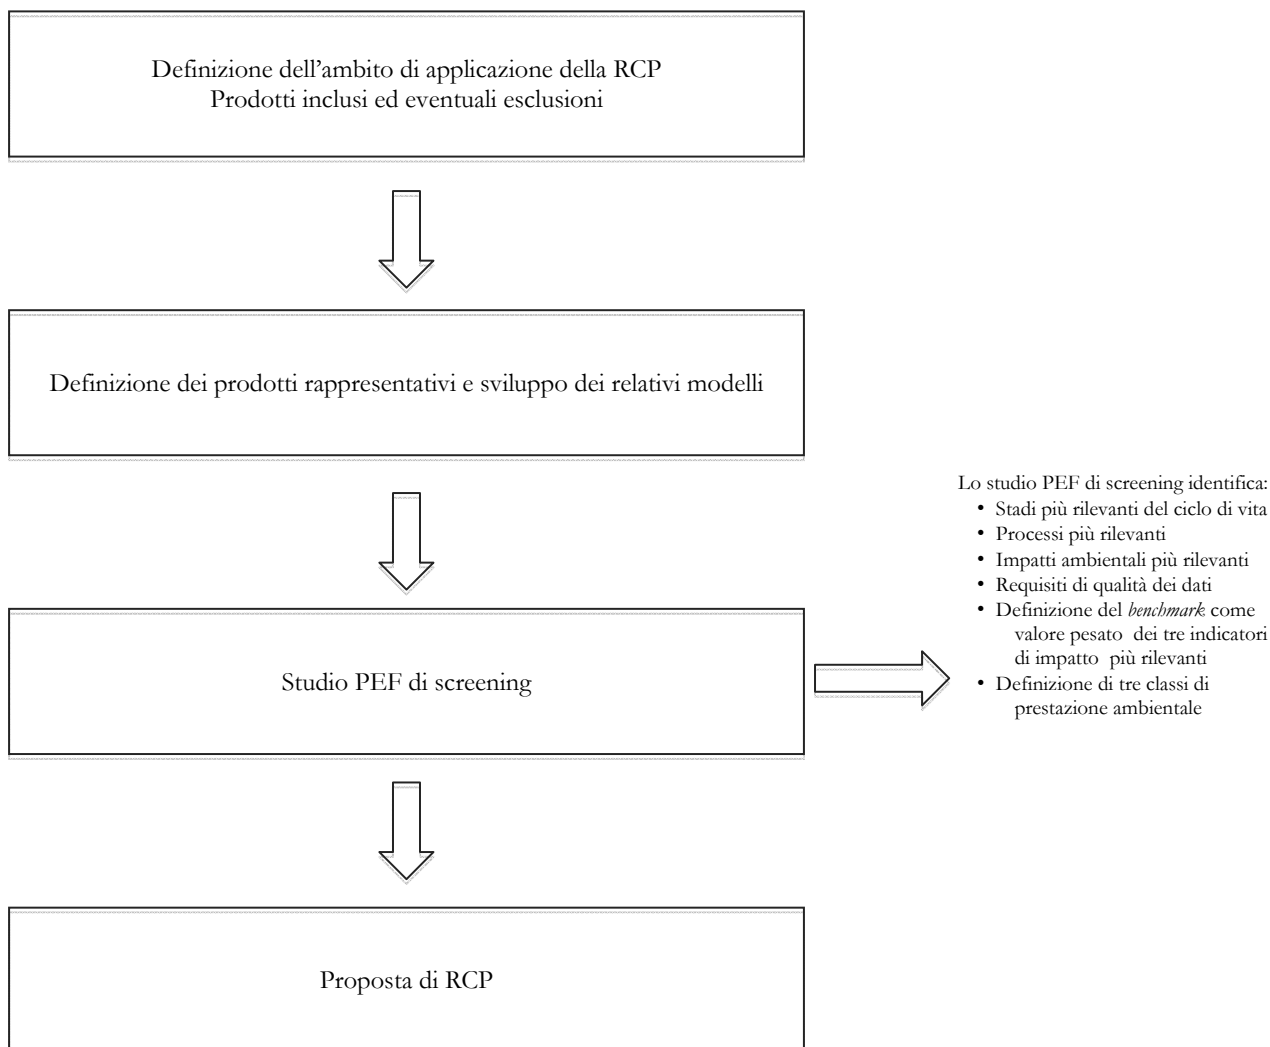 Definizione dell’ambito di applicazione della RCP
Prodotti inclusi ed eventuali esclusioni
Definizione dei prodotti rappresentativi e sviluppo dei relativi modelli
Studio PEF di screening
Lo studio PEF di screening identifica:
• Stadi più rilevanti del ciclo di vita
• Processi più rilevanti
• Impatti ambientali più rilevanti
• Requisiti di qualità dei dati
• Definizione del benchmark come
valore pesato dei tre indicatori
di impatto più rilevanti
• Definizione di tre classi di
prestazione ambientale
Proposta di RCP